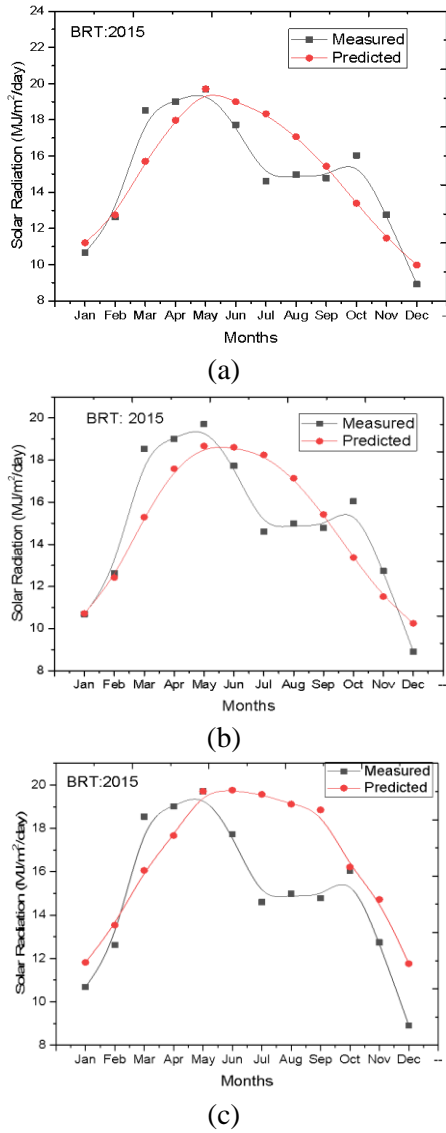 BRT:2015
Measured
Predicted
Solar Radiation (MJ/m²/day)
24
22
20
18
16
14
12
10
8
Jan Feb Mar Apr May Jun Jul Aug Sep Oct Nov Dec --
Months
(a)
BRT: 2015
Measured
Predicted
Solar Radiation (MJ/m²/day)
20
18
16
14
12
10
8
6
Jan Feb Mar Apr May Jun Jul Aug Sep Oct Nov Dec --
Months
(b)
BRT:2015
Measured
Predicted
Solar Radiation (MJ/m²/day)
20
18
16
14
12
10
8
Jan Feb Mar Apr May Jun Jul Aug Sep Oct Nov Dec --
Months
(c)